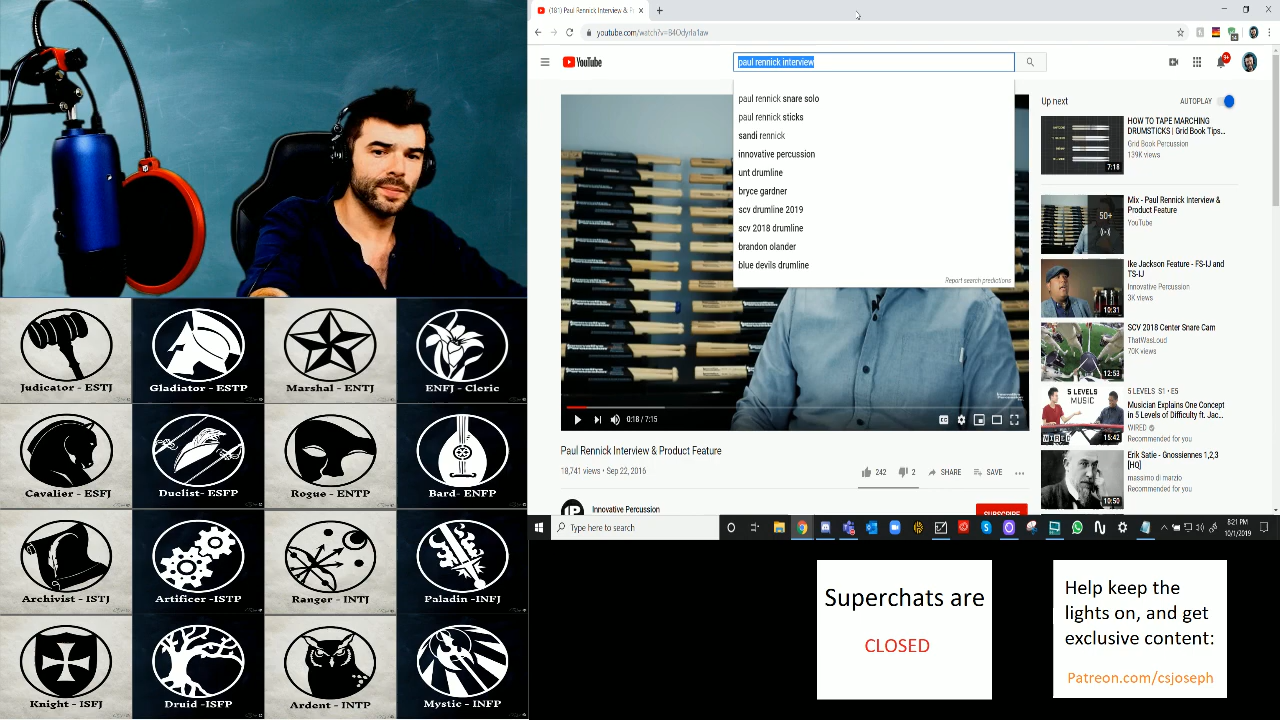 Judicator - ESTJ
Gladiator - ESTP
Marshal - ENTJ
ENFJ - Cleric
Cavalier - ESFJ
Duelist- ESFP
Rogue - ENTP
Bard- ENFP
Archivist - ISTJ
Artificer -ISTP
Ranger - INTJ
Paladin -INFJ
Knight - ISFJ
Druid -ISFP
Ardent - INTP
Mystic - INFP
(181) Paul Rennick Interview & P
YouTube
paul rennick interview
9+
paul rennick snare solo
paul rennick sticks
sandi rennick
innovative percussion
unt drumline
bryce gardner
scv drumline 2019
scv 2018 drumline
brandon olander
blue devils drumline
Report search predictions
0:18 / 7:15
Paul Rennick Interview & Product Feature
18,741 views • Sep 22, 2016
242
2
SHARE
SAVE
Innovative Percussion
SUBSCRIBE
Up next
AUTOPLAY
HOW TO TAPE MARCHING
DRUMSTICKS | Grid Book Tips...
Grid Book Percussion
139K views
7:18
Mix - Paul Rennick Interview &
Product Feature
YouTube
50+
Ike Jackson Feature - FS-IJ and
TS-IJ
Innovative Percussion
3K views
10:31
SCV 2018 Center Snare Cam
ThatWasLoud
70K views
12:53
5 LEVELS S1 • E5
Musician Explains One Concept
in 5 Levels of Difficulty ft. Jac...
WIRED
Recommended for you
5 LEVELS
MUSIC
WIRED
15:42
Erik Satie - Gnossiennes 1,2,3
[HQ]
massimo di marzio
Recommended for you
10:50
Type here to search
8:21 PM
10/1/2019
Superchats are
CLOSED
Help keep the
lights on, and get
exclusive content:
Patreon.com/csjoseph